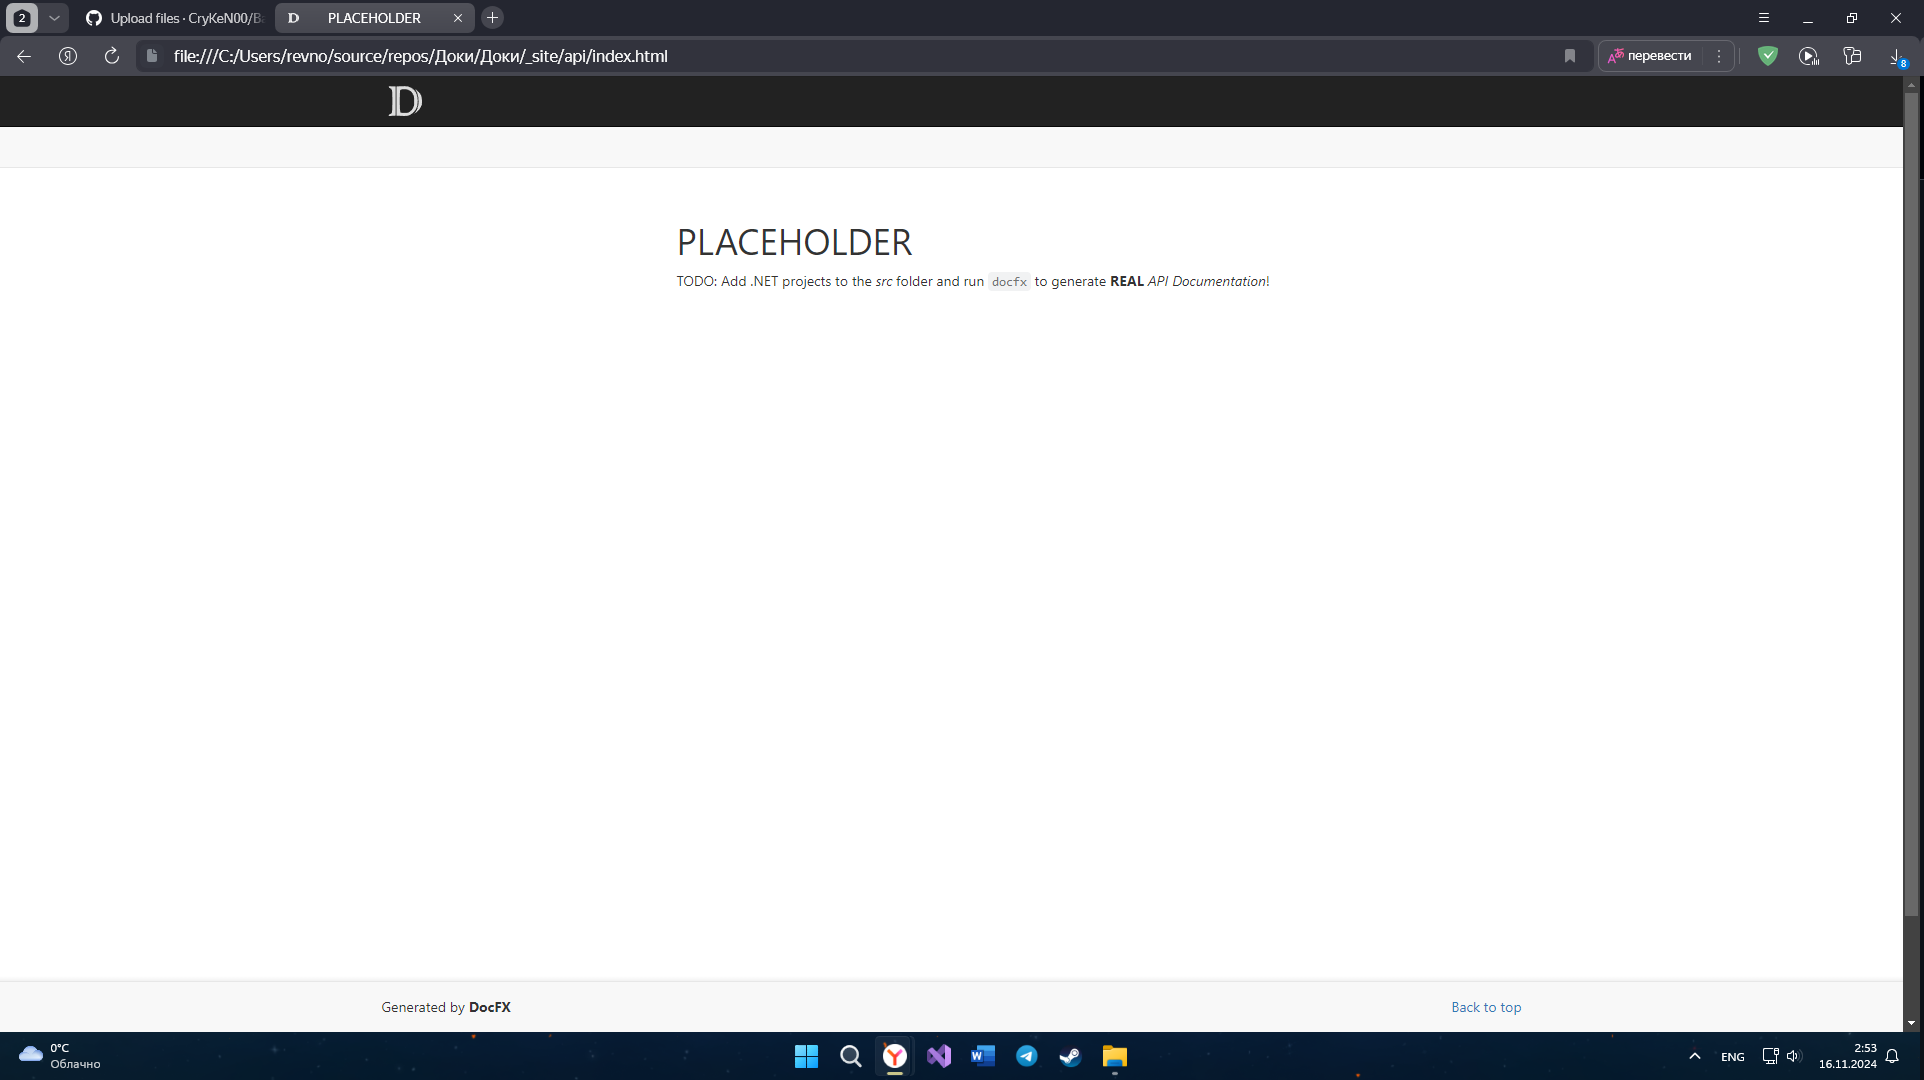 2
Upload files · CryKeN00/Ba
PLACEHOLDER
file:///C:/Users/revno/source/repos/Доки/Доки/_site/api/index.html
перевести
8
PLACEHOLDER
TODO: Add .NET projects to the src folder and run docfx to generate REAL API Documentation!
Generated by DocFX
Back to top
0°C
Облачно
ENG
2:53
16.11.2024